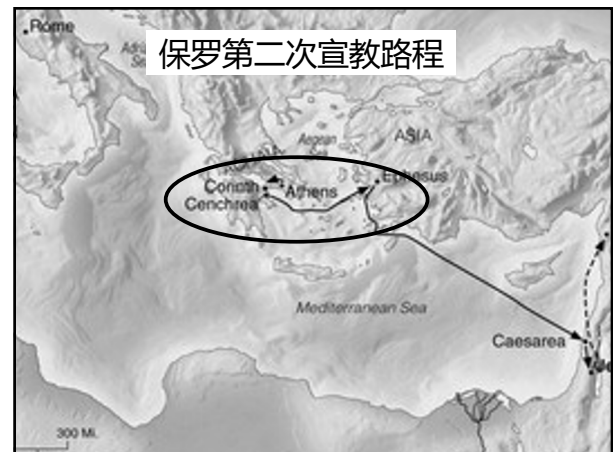 Rome
保罗第二次宣教路程
Aegean
ASIA
Ephesus
Corinth
Athens
Cenchrea
Mediterranean Sea
Caesarea
300 Mi.